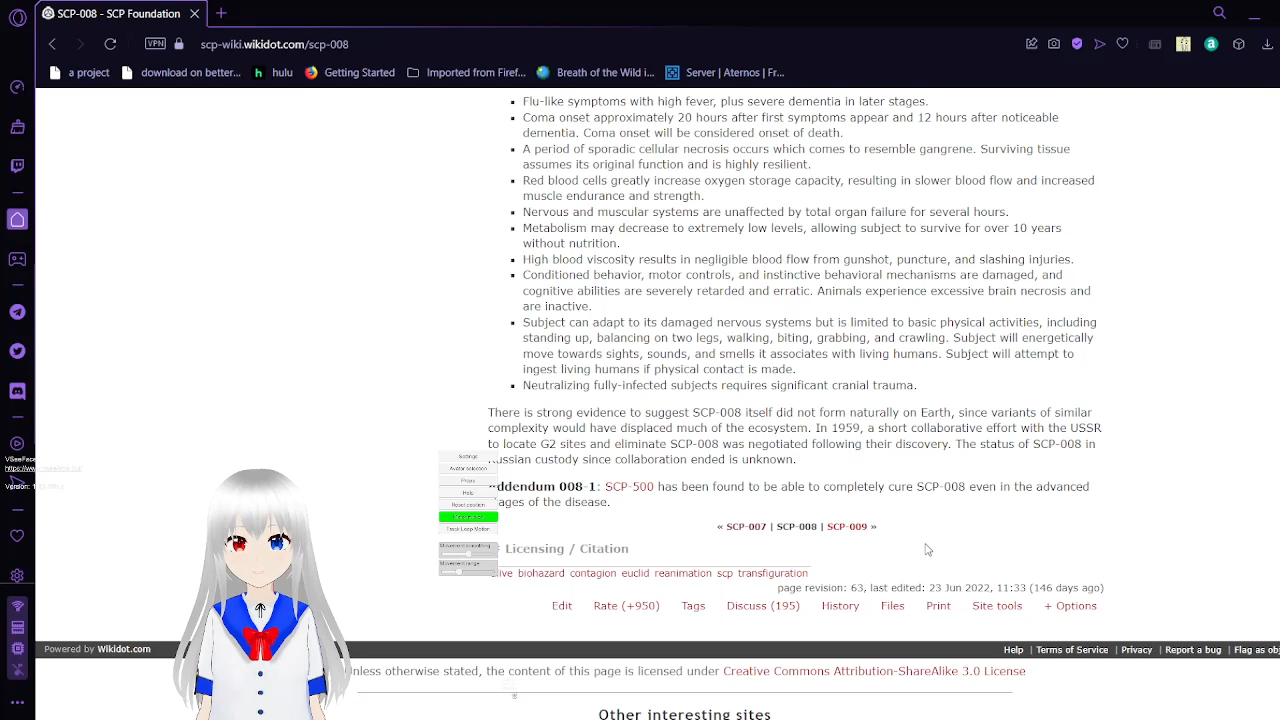 SCP-008 - SCP Foundation
VPN
scp-wiki.wikidot.com/scp-008
a project
download on better...
hulu
Getting Started
Imported from Firef...
Breath of the Wild i...
Server | Aternos | Fr...
Flu-like symptoms with high fever, plus severe dementia in later stages.
Coma onset approximately 20 hours after first symptoms appear and 12 hours after noticeable
dementia. Coma onset will be considered onset of death.
A period of sporadic cellular necrosis occurs which comes to resemble gangrene. Surviving tissue
assumes its original function and is highly resilient.
Red blood cells greatly increase oxygen storage capacity, resulting in slower blood flow and increased
muscle endurance and strength.
Nervous and muscular systems are unaffected by total organ failure for several hours.
Metabolism may decrease to extremely low levels, allowing subject to survive for over 10 years
without nutrition.
High blood viscosity results in negligible blood flow from gunshot, puncture, and slashing injuries.
Conditioned behavior, motor controls, and instinctive behavioral mechanisms are damaged, and
cognitive abilities are severely retarded and erratic. Animals experience excessive brain necrosis and
are inactive.
Subject can adapt to its damaged nervous systems but is limited to basic physical activities, including
standing up, balancing on two legs, walking, biting, grabbing, and crawling. Subject will energetically
move towards sights, sounds, and smells it associates with living humans. Subject will attempt to
ingest living humans if physical contact is made.
Neutralizing fully-infected subjects requires significant cranial trauma.
There is strong evidence to suggest SCP-008 itself did not form naturally on Earth, since variants of similar
complexity would have displaced much of the ecosystem. In 1959, a short collaborative effort with the USSR
to locate G2 sites and eliminate SCP-008 was negotiated following their discovery. The status of SCP-008 in
ussian custody since collaboration ended is unknown.
ddendum 008-1: SCP-500 has been found to be able to completely cure SCP-008 even in the advanced
ages of the disease.
« SCP-007 | SCP-008 | SCP-009 »
Licensing / Citation
live biohazard contagion euclid reanimation scp transfiguration
page revision: 63, last edited: 23 Jun 2022, 11:33 (146 days ago)
Edit Rate (+950) Tags Discuss (195) History Files Print Site tools + Options
Powered by Wikidot.com
Help | Terms of Service | Privacy | Report a bug | Flag as obj
Unless otherwise stated, the content of this page is licensed under Creative Commons Attribution-ShareAlike 3.0 License
Other interesting sites
Settings
Avatar selection
Help
Reset position
Track Leap Motion
Movement smoothing
Movement range
VSeeFace
Version: 1